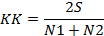 KK = 2S / (N1 + N2)